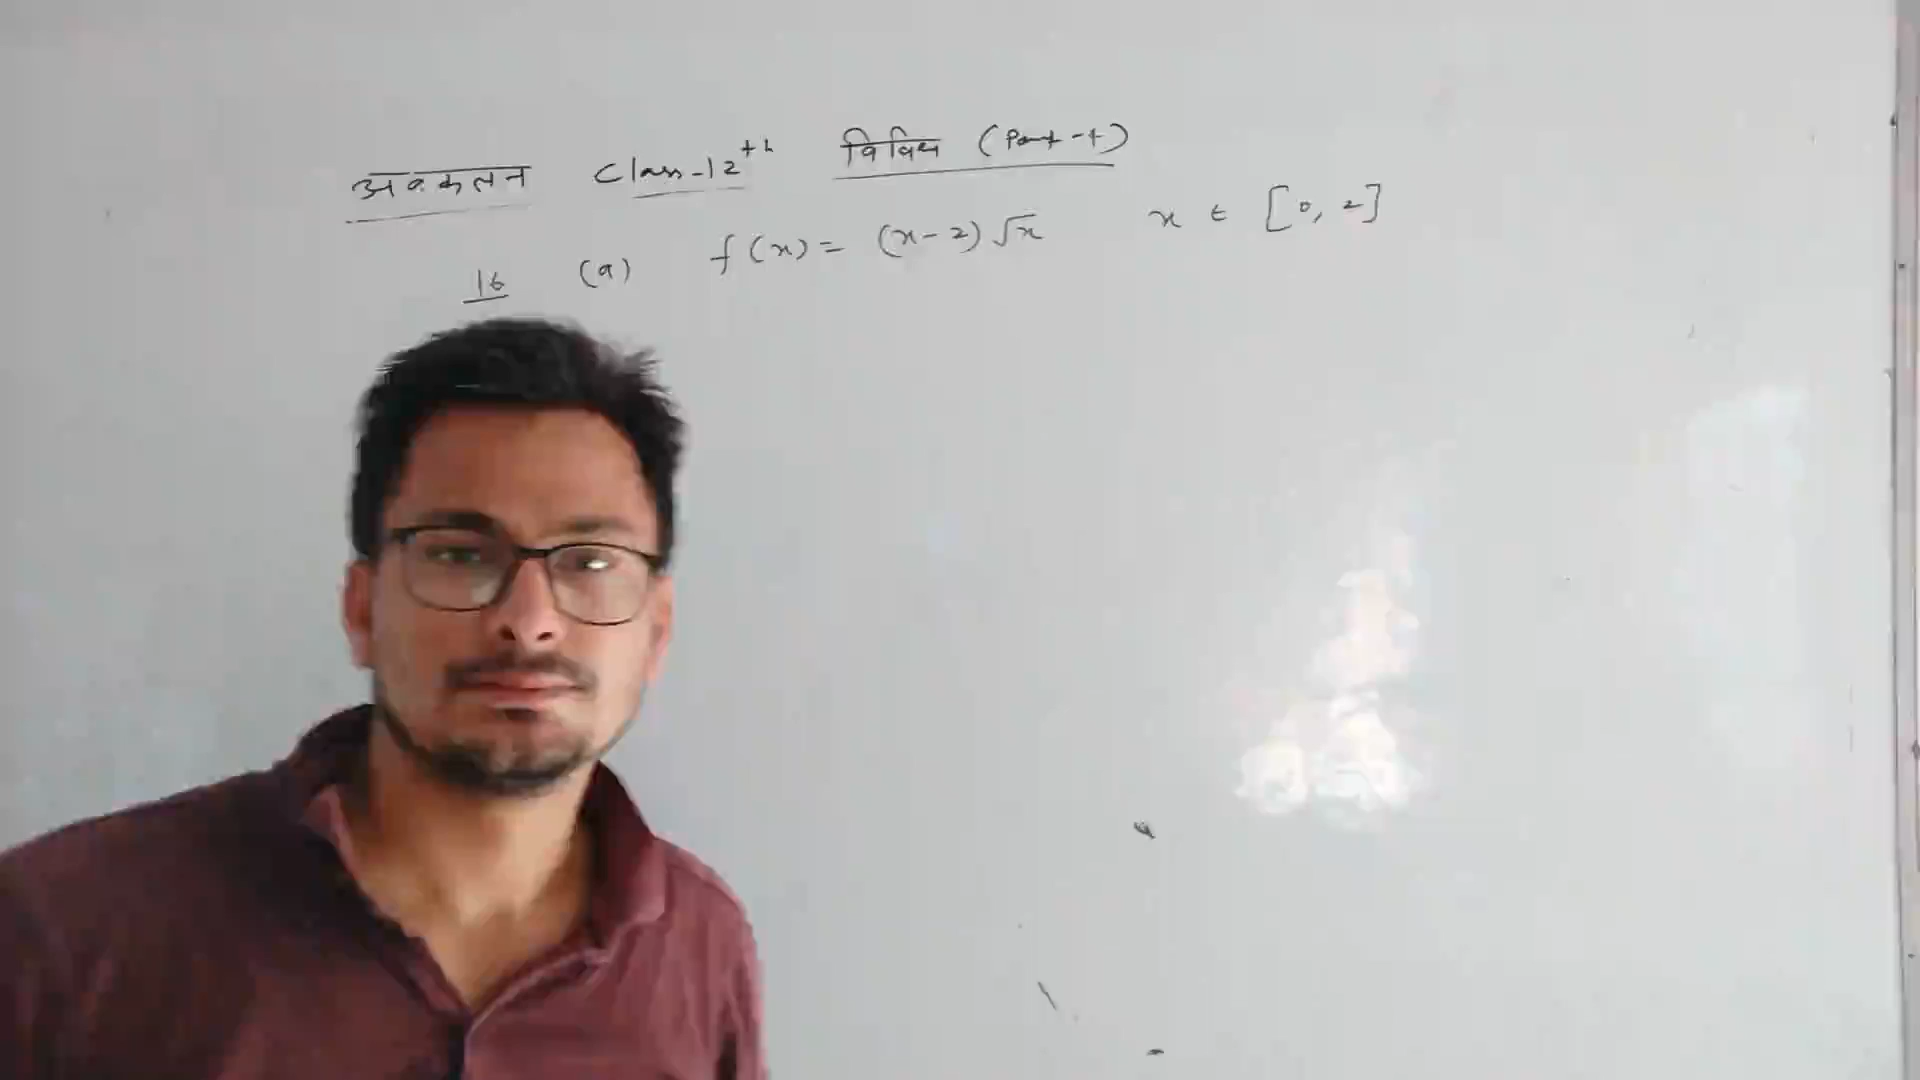 अवकलन Class-12th विविध (Part-1)
16 (a) f(x) = (x-2)√x x ∈ [0, 2]